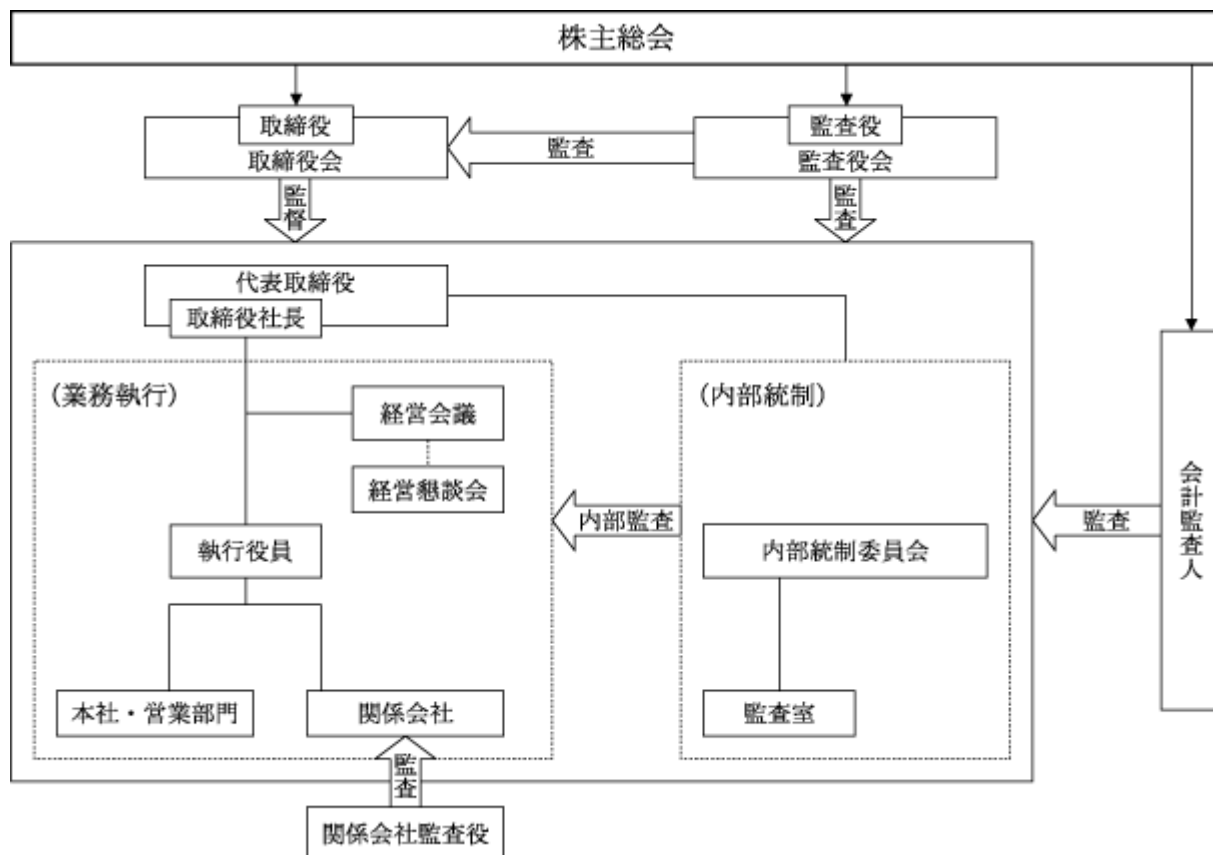 株主総会
取締役
取締役会
監査
監査役
監査役会
監督
監査
代表取締役
取締役社長
（業務執行）
経営会議
経営懇談会
執行役員
本社・営業部門
関係会社
内部監査
（内部統制）
内部統制委員会
監査室
監査
会計監査人
監査
関係会社監査役